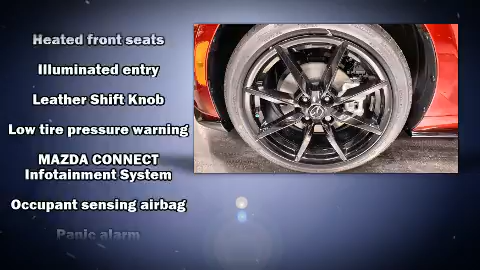 Heated front seats
Illuminated entry
Leather Shift Knob
Low tire pressure warning
MAZDA CONNECT
Infotainment System
Occupant sensing airbag
Panic alarm